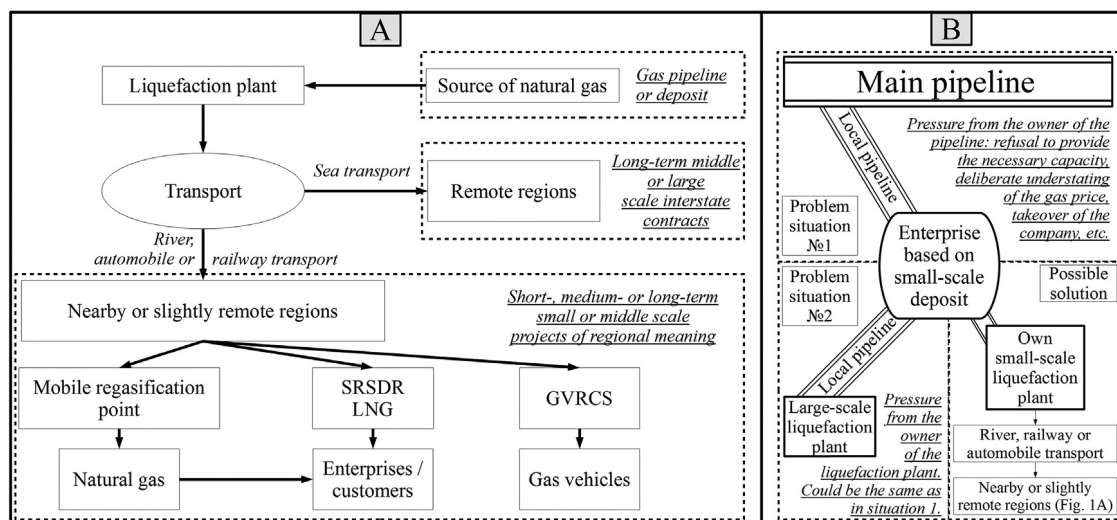 A
Liquefaction plant
Source of natural gas
Gas pipeline
or deposit
Transport
Sea transport
Remote regions
Long-term middle
or large
scale interstate
contracts
River,
automobile or
railway transport
Nearby or slightly remote regions
Short-, medium- or long-term
small or middle scale
projects of regional meaning
Mobile regasification
point
SRSDR
LNG
GVRCS
Natural gas
Enterprises /
customers
Gas vehicles
B
Main pipeline
Local pipeline
Pressure from the owner of the
pipeline: refusal to provide
the necessary capacity,
deliberate understating
of the gas price,
takeover of the
company, etc.
Problem
situation
№1
Enterprise
based on
small-scale
deposit
Problem
situation
№2
Possible
solution
Local pipeline
Own
small-scale
liquefaction
plant
Large-scale
liquefaction
plant
Pressure
from the
owner
of the
liquefaction plant.
Could be the same as
in situation 1.
River, railway or
automobile transport
Nearby or slightly
remote regions (Fig. 1A)